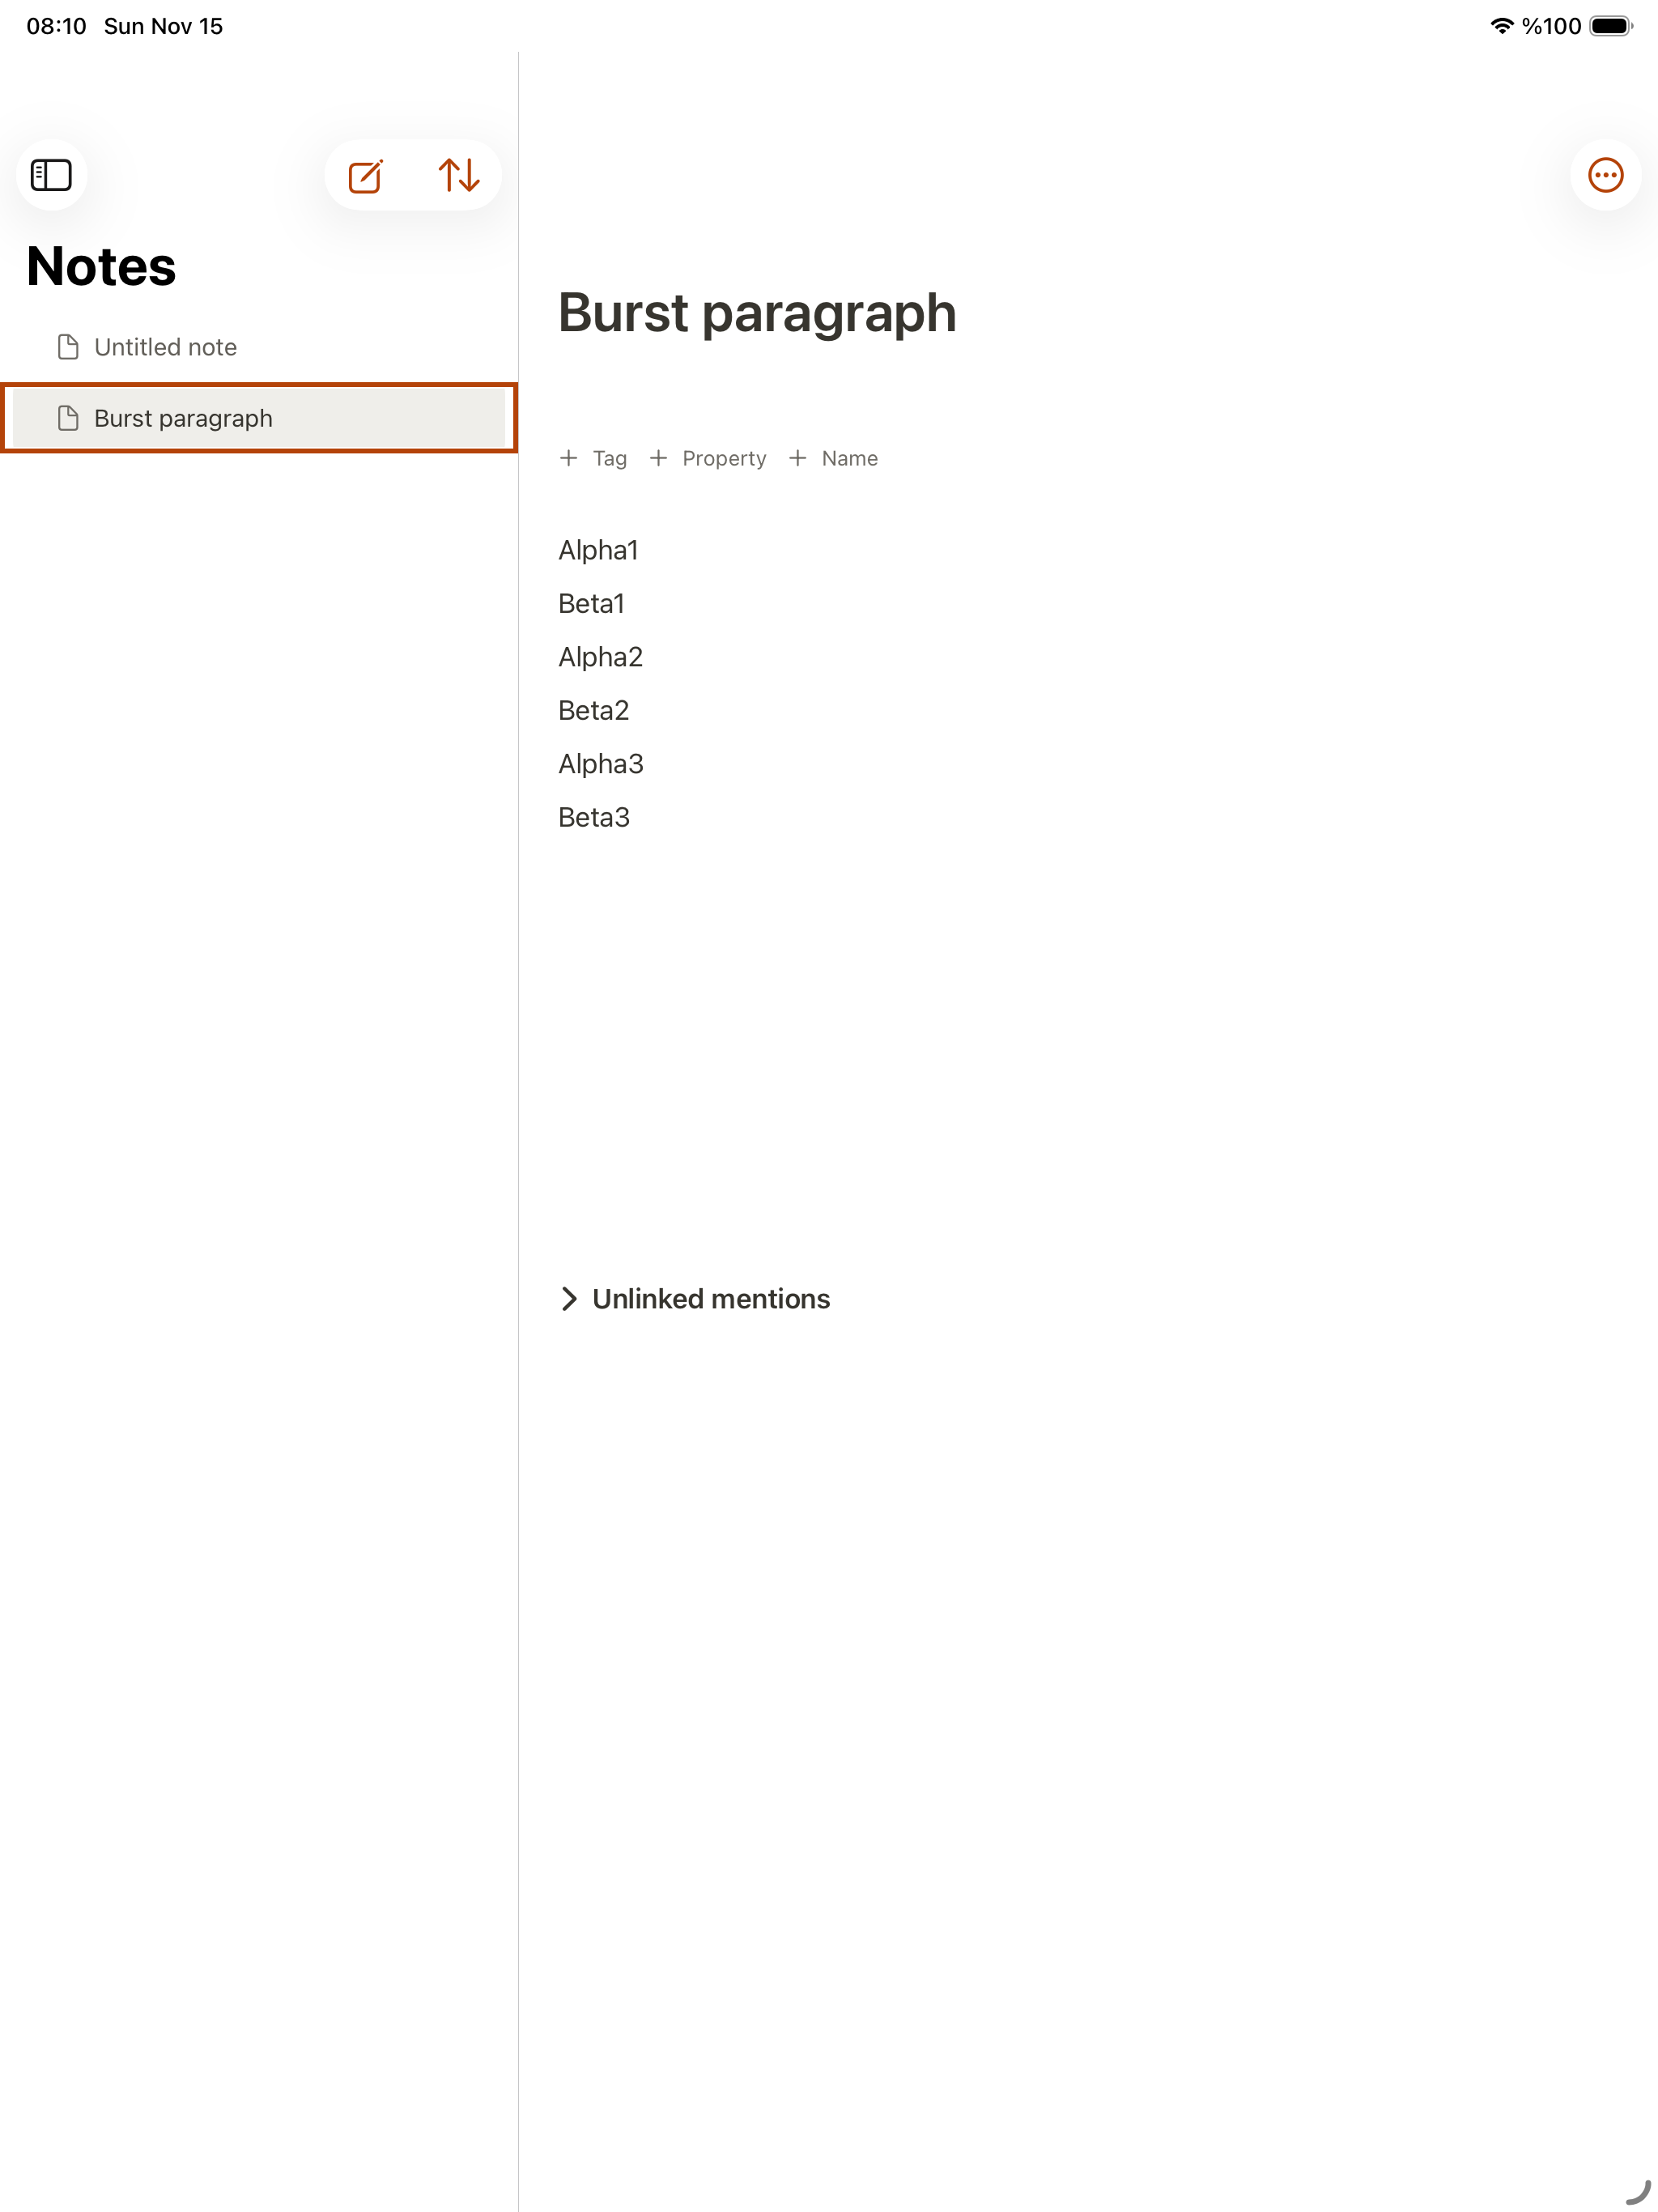 08:10 Sun Nov 15
%100
Notes
Untitled note
Burst paragraph
Burst paragraph
+ Tag + Property + Name
Alpha1
Beta1
Alpha2
Beta2
Alpha3
Beta3
Unlinked mentions